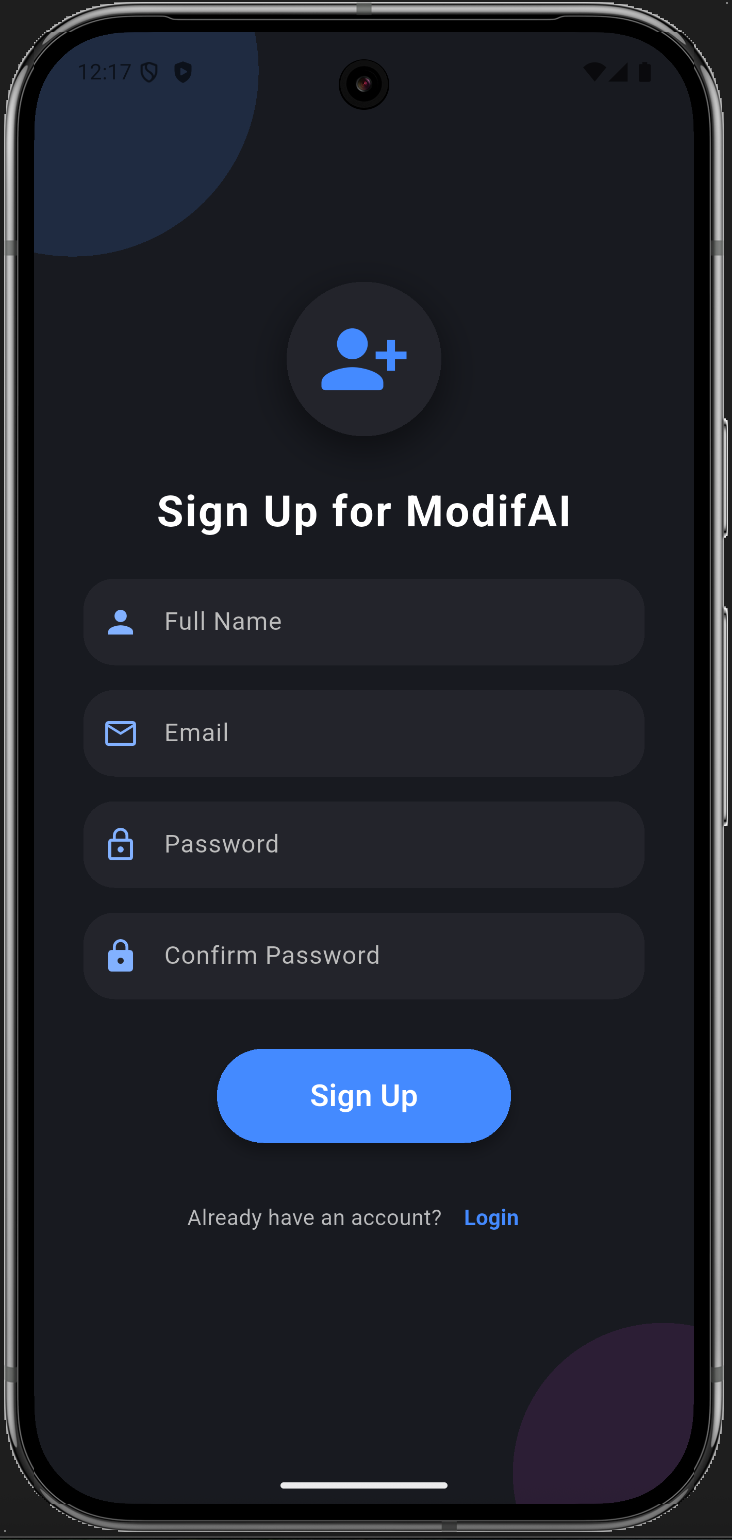 12:17
Sign Up for ModifAI
Full Name
Email
Password
Confirm Password
Sign Up
Already have an account? Login